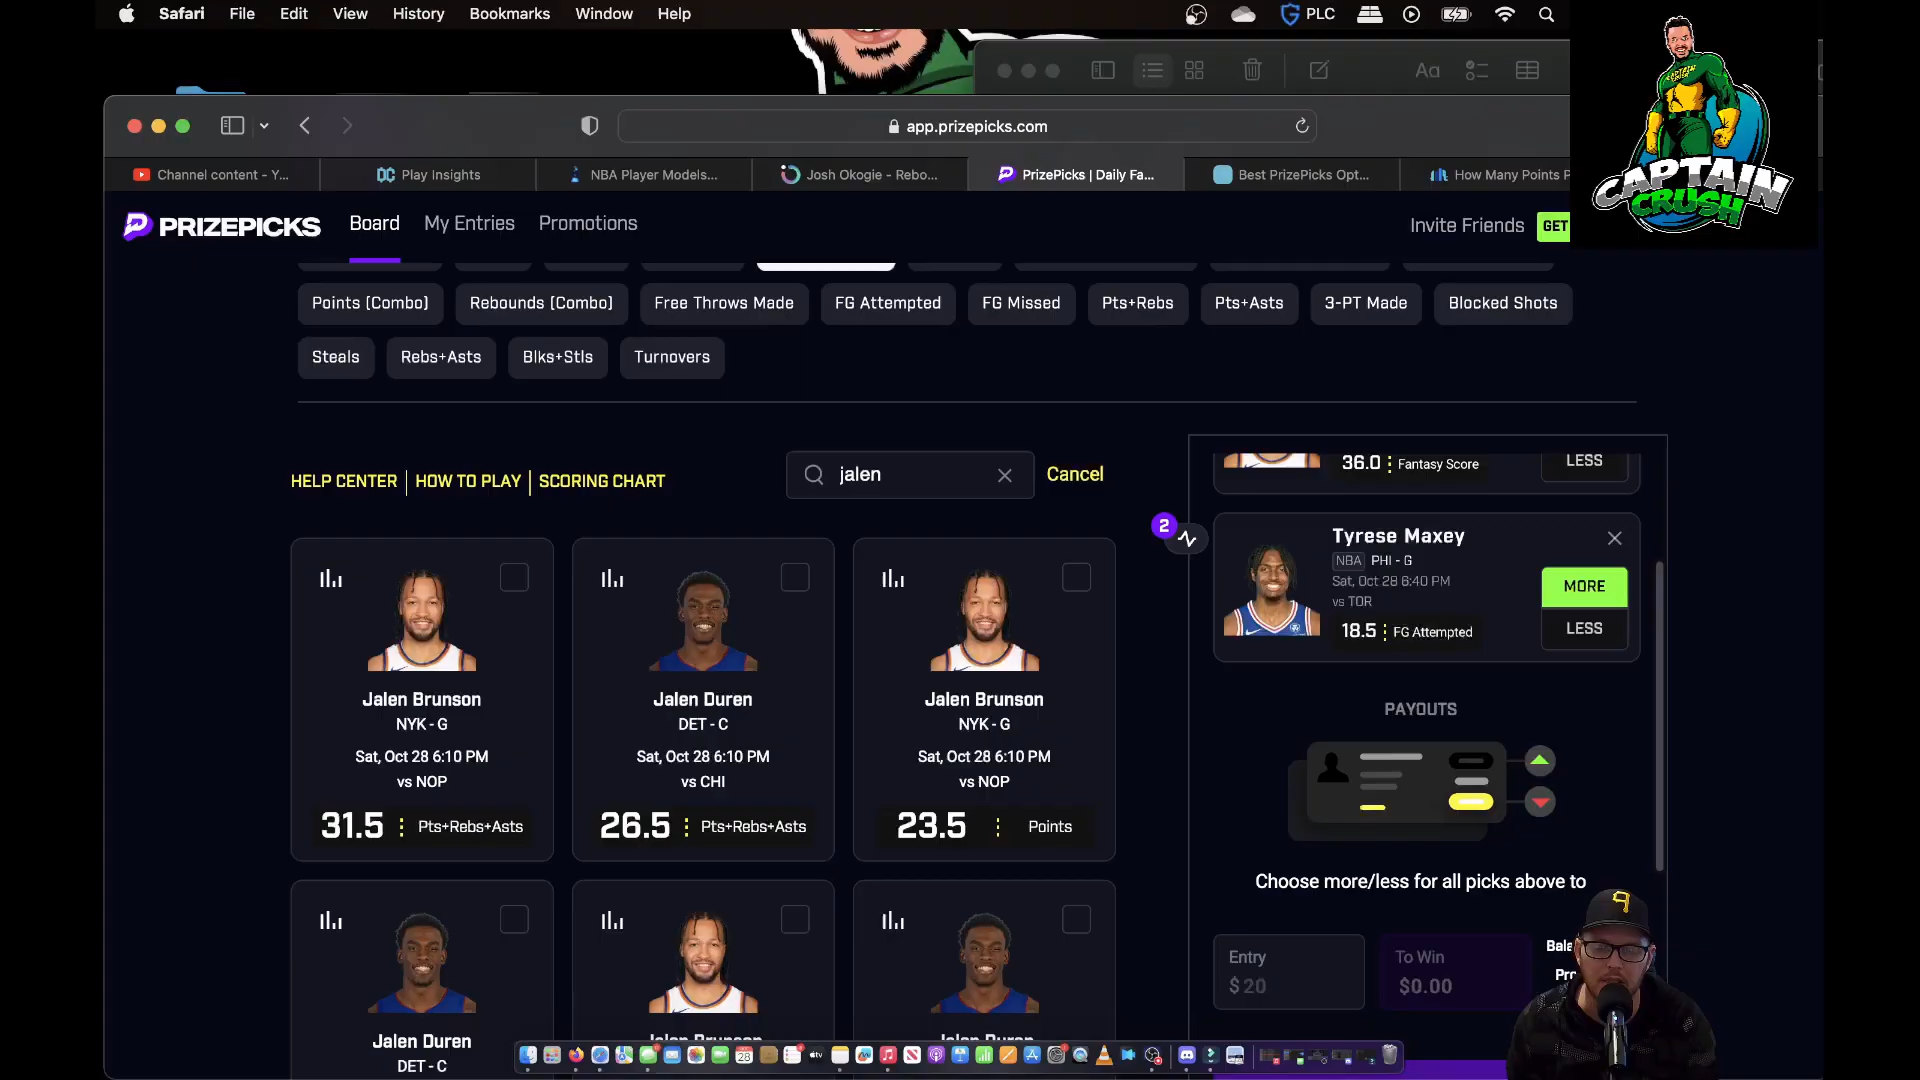 Safari File Edit View History Bookmarks Window Help
PLC
Aa
app.prizepicks.com
Channel content - Y...
Play Insights
NBA Player Models...
Josh Okogie - Rebo...
PrizePicks | Daily Fa...
Best PrizePicks Opt...
How Many Points P
CAPTAIN
CRUSH
PRIZEPICKS
Board My Entries Promotions
Invite Friends
GET
Points (Combo) Rebounds (Combo) Free Throws Made FG Attempted FG Missed Pts+Rebs Pts+Asts 3-PT Made Blocked Shots
Steals Rebs+Asts Blks+Stls Turnovers
HELP CENTER HOW TO PLAY SCORING CHART
jalen
Cancel
36.0 Fantasy Score
LESS
2
Tyrese Maxey
NBA PHI - G
Sat, Oct 28 6:40 PM
vs TOR
18.5 FG Attempted
MORE
LESS
Jalen Brunson
NYK - G
Sat, Oct 28 6:10 PM
vs NOP
31.5 Pts+Rebs+Asts
Jalen Duren
DET - C
Sat, Oct 28 6:10 PM
vs CHI
26.5 Pts+Rebs+Asts
Jalen Brunson
NYK - G
Sat, Oct 28 6:10 PM
vs NOP
23.5 Points
PAYOUTS
Choose more/less for all picks above to
Entry
$ 20
To Win
$0.00
Bala
Pro
Jalen Duren
DET - C
Jalen Brunson
Jalen Duren
28